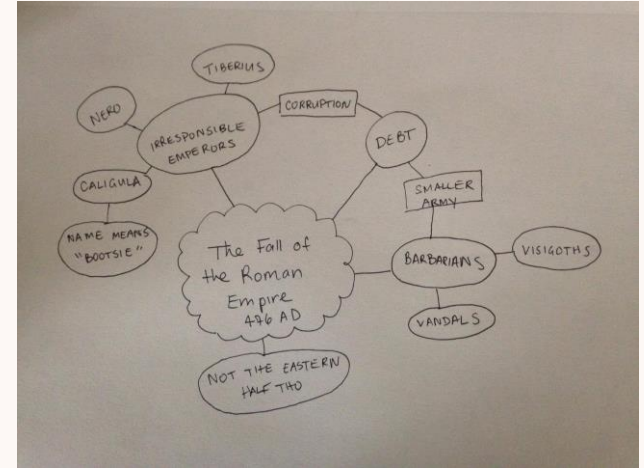 TIBERIUS
NERO
IRRESPONSIBLE
EMPERORS
CORRUPTION
DEBT
CALIGULA
SMALLER
ARMY
NAME MEANS
"BOOTSIE"
The Fall of
the Roman
Empire
476 AD
BARBARIANS
VISIGOTHS
VANDALS
NOT THE EASTERN
HALF THO